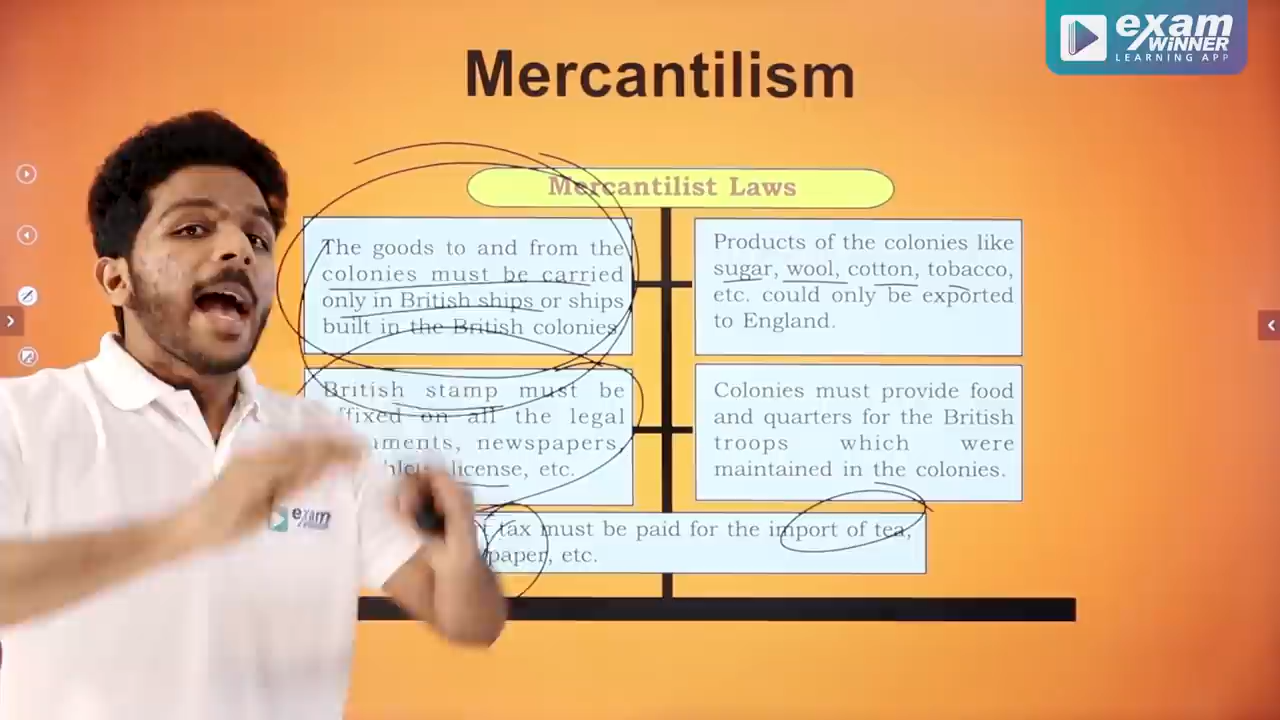 exam
WINNER
LEARNING APP
Mercantilism
Mercantilist Laws
The goods to and from the
colonies must be carried
only in British ships or ships
built in the British colonies
Products of the colonies like
sugar, wool, cotton, tobacco,
etc. could only be exported
to England.
British stamp must be
on all the legal
newspapers
license, etc.
Colonies must provide food
and quarters for the British
troops which were
maintained in the colonies.
tax must be paid for the import of tea,
paper, etc.
exam